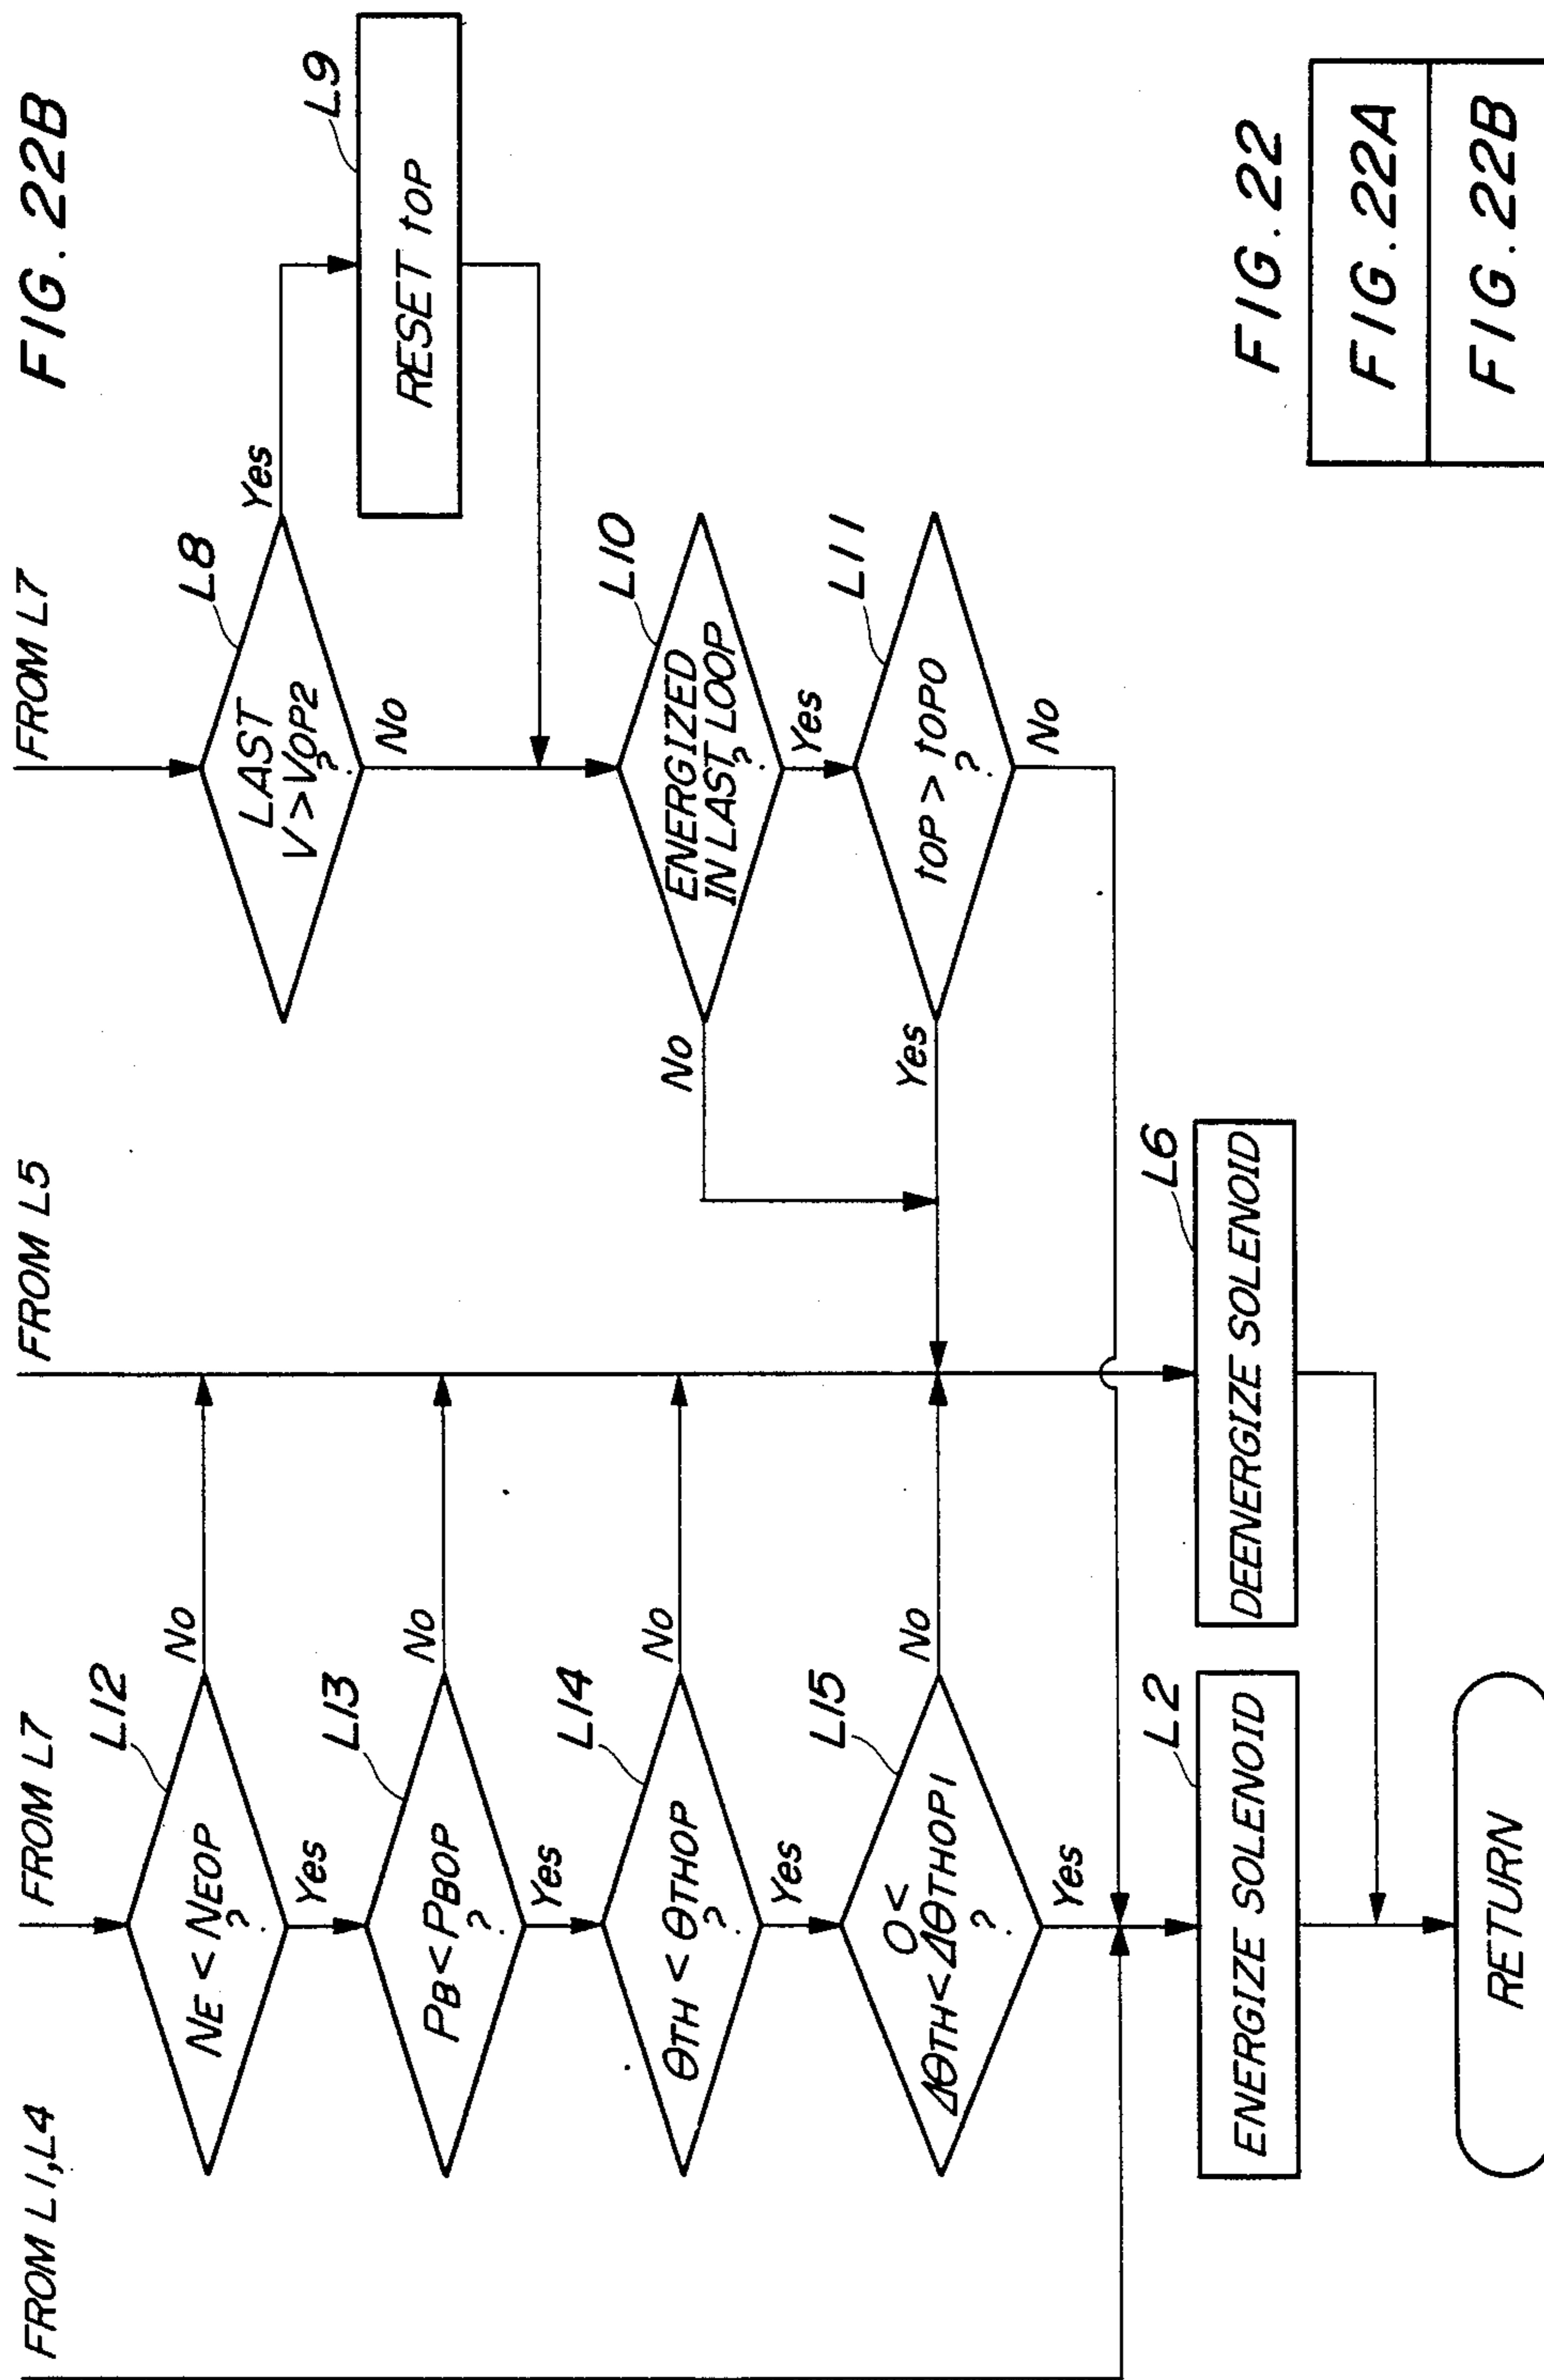 FIG. 22B
FROM L1, L4
FROM L7
FROM L5
FROM L7
L12
NE < NEOP
?
No
Yes
L13
PB < PBOP
?
No
Yes
L14
θTH < θTHOP
?
No
Yes
L15
0 <
ΔθTH < ΔθTHOP1
?
No
Yes
L8
LAST
V > VOP2
?
Yes
No
L9
RESET tOP
L10
ENERGIZED
IN LAST LOOP
?
No
Yes
L11
tOP > tOPO
?
Yes
No
L2
ENERGIZE SOLENOID
L6
DEENERGIZE SOLENOID
RETURN
FIG. 22
FIG. 22A
FIG. 22B